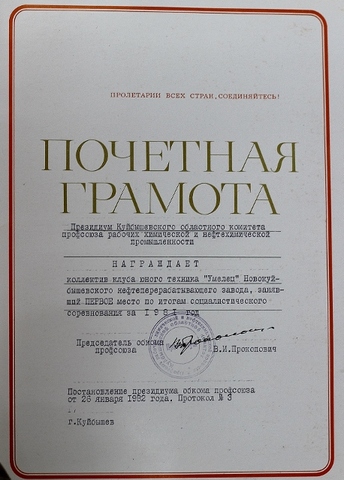 ПРОЛЕТАРИИ ВСЕХ СТРАН, СОЕДИНЯЙТЕСЬ!
ПОЧЕТНАЯ
ГРАМОТА
Президиум Куйбышевского областного комитета
профсоюза рабочих химической и нефтехимической
промышленности
НАГРАЖДАЕТ
коллектив клуба юного техника "Умелец" Новокуй-
бышевского нефтеперерабатывающего завода, заняв-
ший ПЕРВОЕ место по итогам социалистического
соревнования за 1981 год
Председатель обкома
профсоюза В.И.Прокопович
Постановление президиума обкома профсоюза
от 26 января 1982 года, Протокол № 3
г.Куйбышев